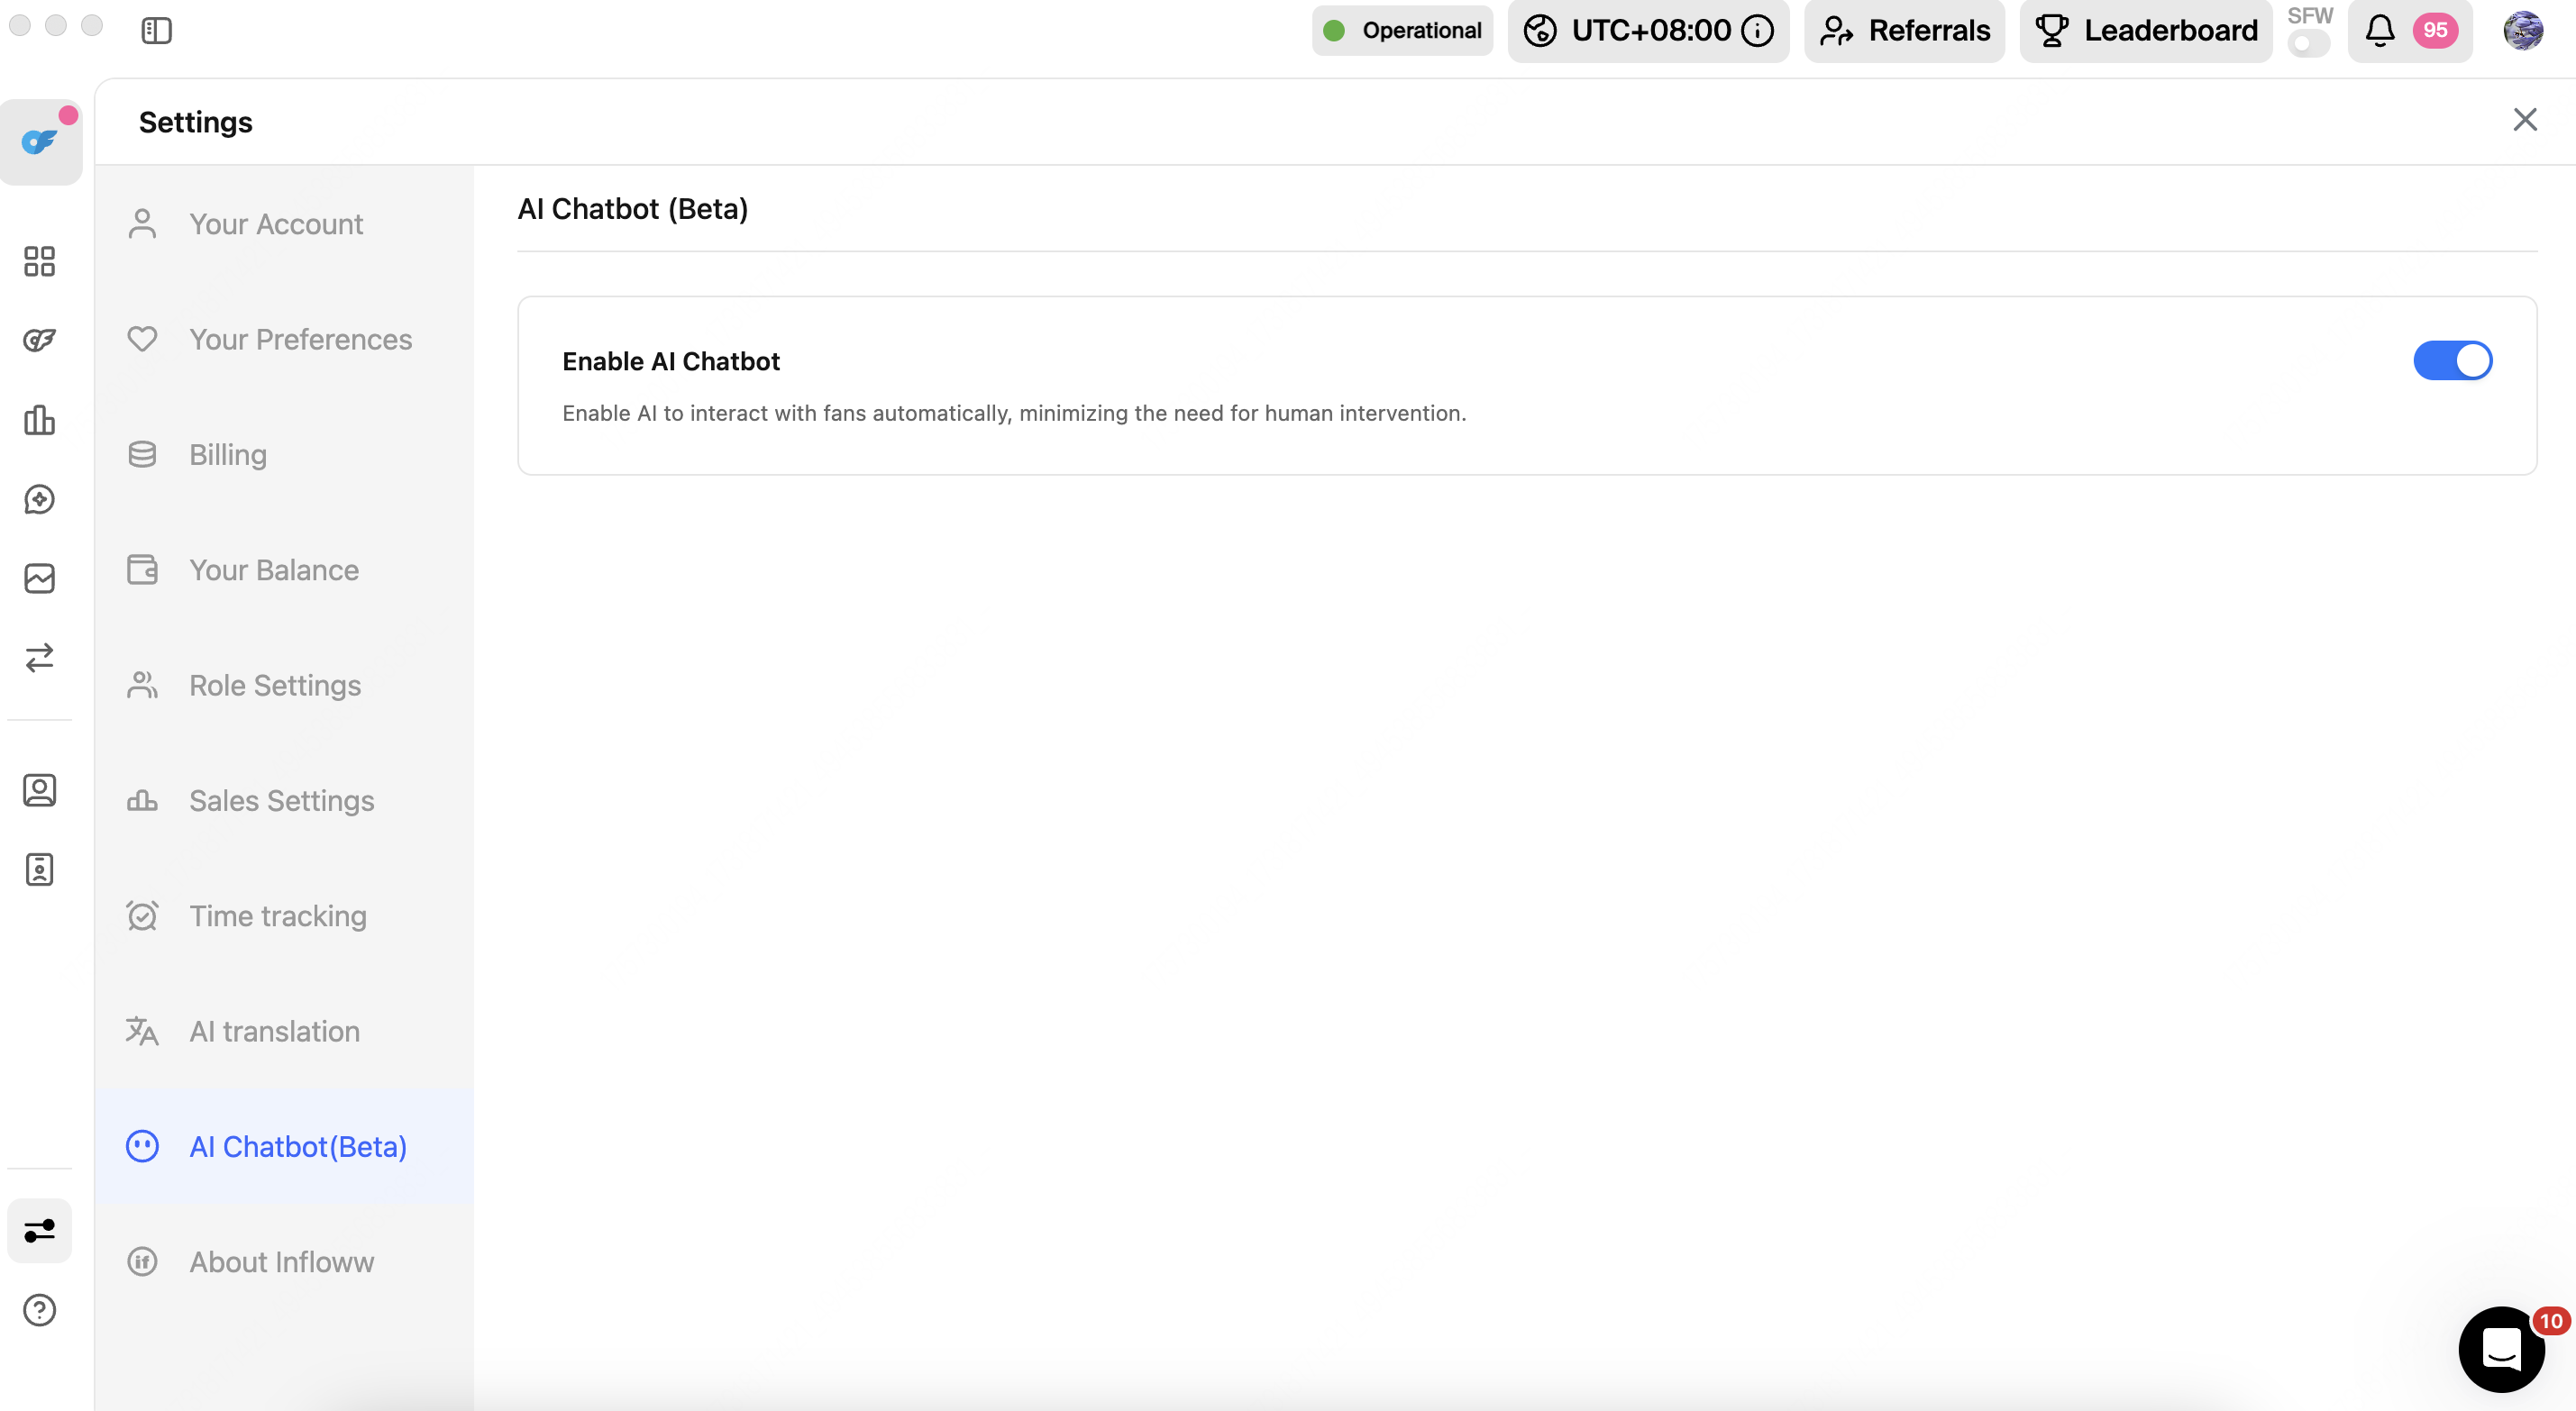 Operational
UTC+08:00
Referrals
Leaderboard
SFW
95
Settings
Your Account
Your Preferences
Billing
Your Balance
Role Settings
Sales Settings
Time tracking
AI translation
AI Chatbot(Beta)
About Infloww
AI Chatbot (Beta)
Enable AI Chatbot
Enable AI to interact with fans automatically, minimizing the need for human intervention.
10